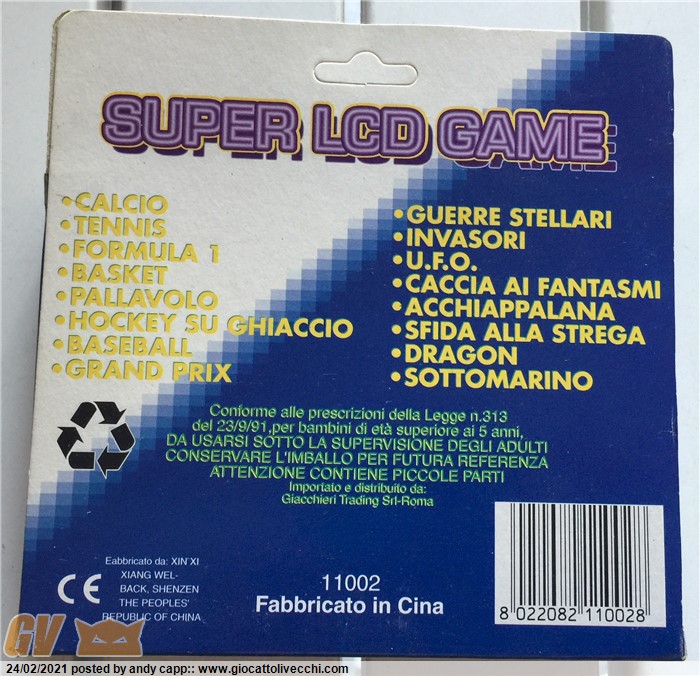 SUPER LCD GAME
•CALCIO
•TENNIS
•FORMULA 1
•BASKET
•PALLAVOLO
•HOCKEY SU GHIACCIO
•BASEBALL
•GRAND PRIX
•GUERRE STELLARI
•INVASORI
•U.F.O.
•CACCIA AI FANTASMI
•ACCHIAPPALANA
•SFIDA ALLA STREGA
•DRAGON
•SOTTOMARINO
Conforme alle prescrizioni della Legge n.313
del 23/9/91,per bambini di età superiore ai 5 anni,
DA USARSI SOTTO LA SUPERVISIONE DEGLI ADULTI
CONSERVARE L'IMBALLO PER FUTURA REFERENZA
ATTENZIONE CONTIENE PICCOLE PARTI
Importato e distribuito da:
Giacchieri Trading Srl-Roma
CE
Eabbricato da: XIN'XI
XIANG WEL-
BACK, SHENZEN
THE PEOPLES'
REPUBLIC OF CHINA
11002
Fabbricato in Cina
8 022082 110028
GV
24/02/2021 posted by andy capp:: www.giocattolivecchi.com